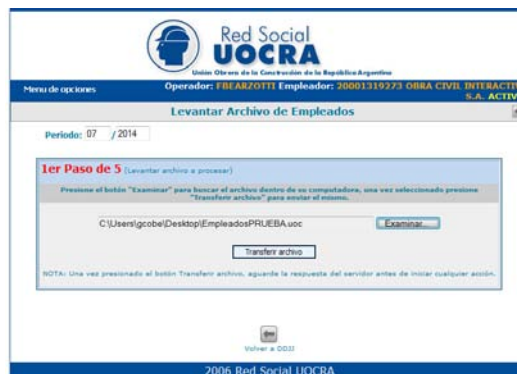 Red Social
UOCRA
Unión Obrera de la Construcción de la República Argentina
Menu de opciones
Operador: FBEARZOTTI Empleador: 20001319273 OBRA CIVIL INTERACTIV
S.A. ACTIV
Levantar Archivo de Empleados
Periodo: 07 / 2014
1er Paso de 5 (Levantar archivo a procesar)
Presione el botón "Examinar" para buscar el archivo dentro de su computadora, una vez seleccionado presione
"Transferir archivo" para enviar el mismo.
C:\Users\gcobe\Desktop\EmpleadosPRUEBA.uoc Examinar...
Transferir archivo
NOTA: Una vez presionado el botón Transferir archivo, aguarde la respuesta del servidor antes de iniciar cualquier acción.
Volver a DDJJ
2006 Red Social UOCRA